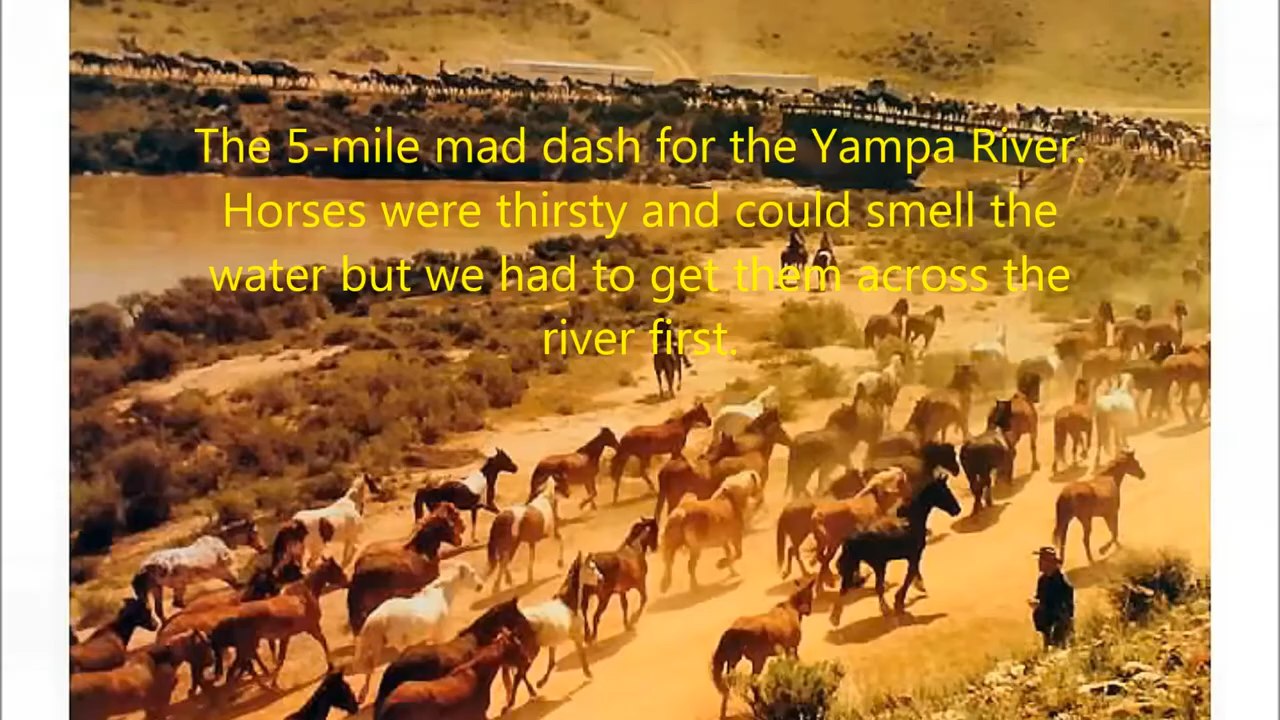 The 5-mile mad dash for the Yampa River.
Horses were thirsty and could smell the
water but we had to get them across the
river first.